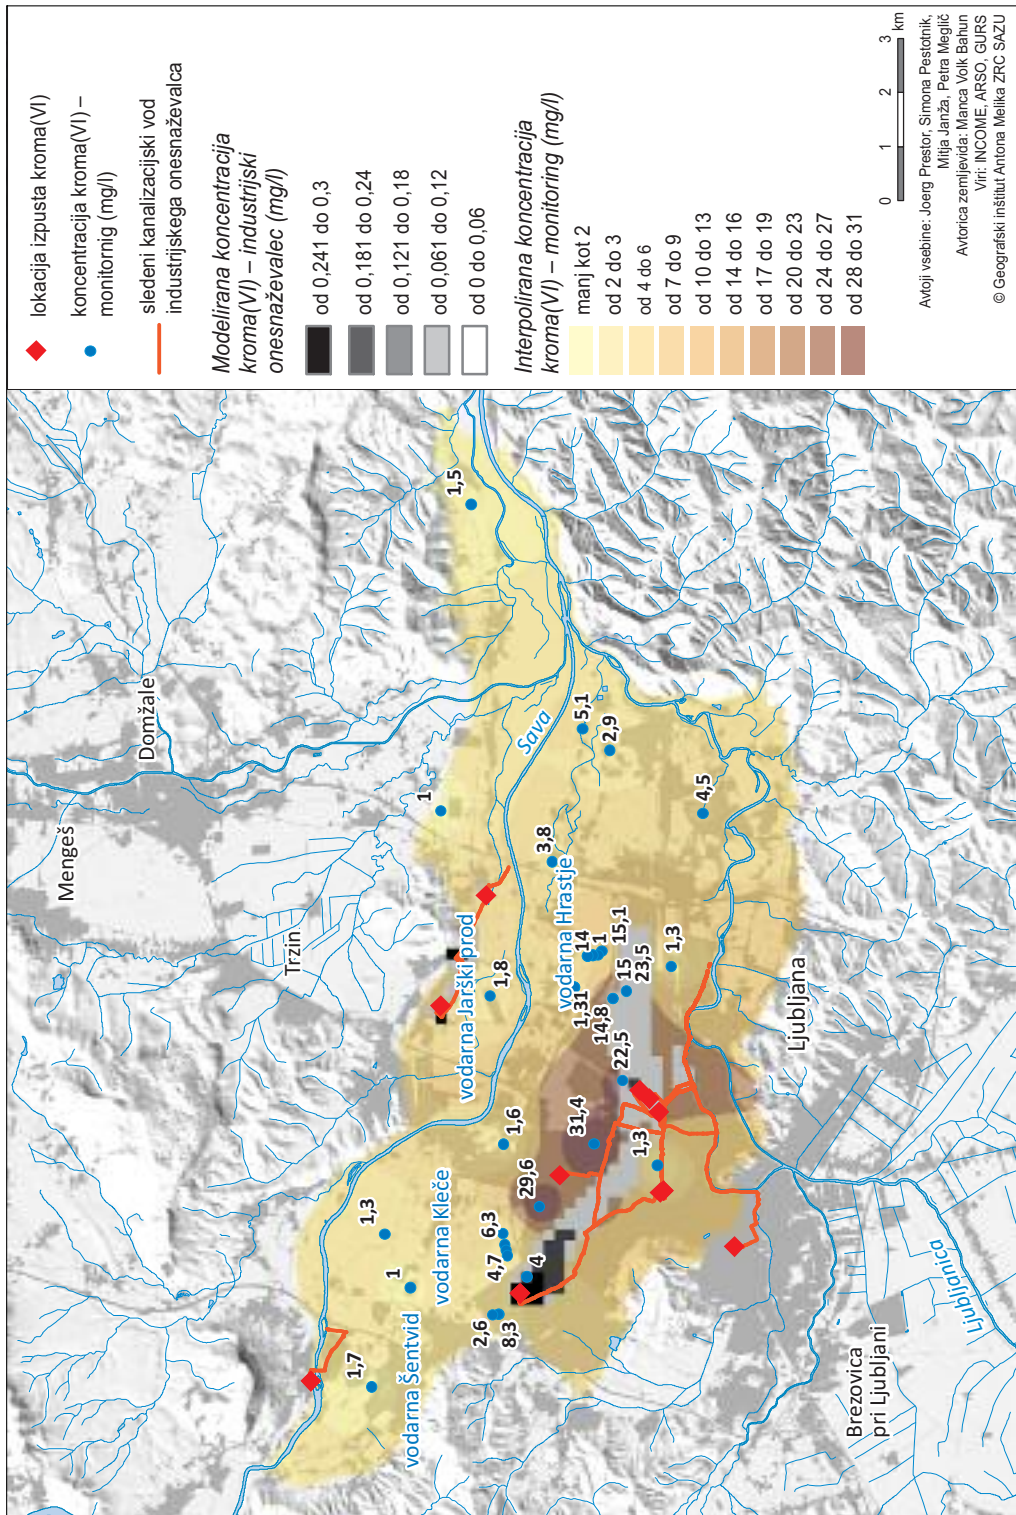 Mengeš
Domžale
Trzin
Sava
vodarna Jarški prod
vodarna Hrastje
vodarna Kleče
vodarna Šentvid
Ljubljana
Ljubljanica
Brezovica
pri Ljubljani
1,5
1
5,1
2,9
4,5
3,8
1,8
14
1
15,1
1,31
14,8
15
23,5
1,3
22,5
1,6
31,4
1,3
29,6
1,3
6,3
4,7
4
1
2,6
8,3
1,7
lokacija izpusta kroma(VI)
koncentracija kroma(VI) –
monitornig (mg/l)
sledeni kanalizacijski vod
industrijskega onesnaževalca
Modelirana koncentracija
kroma(VI) – industrijski
onesnaževalec (mg/l)
od 0,241 do 0,3
od 0,181 do 0,24
od 0,121 do 0,18
od 0,061 do 0,12
od 0 do 0,06
Interpolirana koncentracija
kroma(VI) – monitoring (mg/l)
manj kot 2
od 2 do 3
od 4 do 6
od 7 do 9
od 10 do 13
od 14 do 16
od 17 do 19
od 20 do 23
od 24 do 27
od 28 do 31
0 1 2 3
km
Avtoji vsebine: Joerg Prestor, Simona Pestotnik,
Mitja Janža, Petra Meglič
Avtorica zemljevida: Manca Volk Bahun
Viri: INCOME, ARSO, GURS
© Geografski inštitut Antona Melika ZRC SAZU